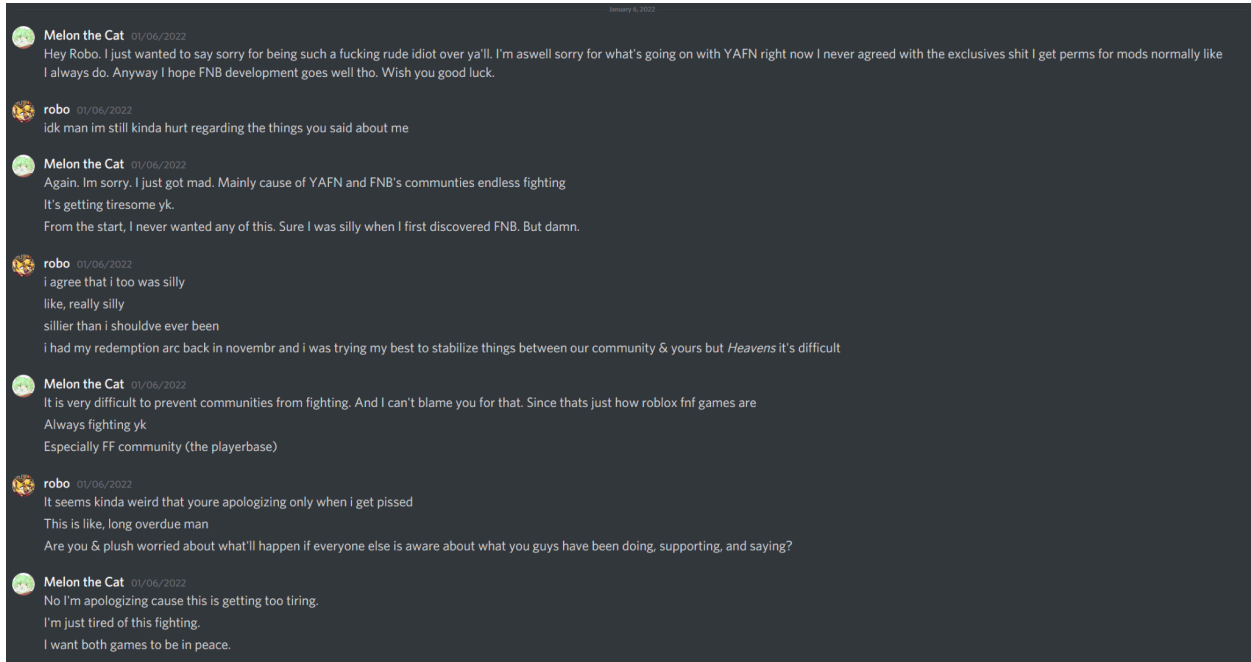 January 6, 2022
Melon the Cat 01/06/2022
Hey Robo. I just wanted to say sorry for being such a fucking rude idiot over ya'll. I'm aswell sorry for what's going on with YAFN right now I never agreed with the exclusives shit I get perms for mods normally like
I always do. Anyway I hope FNB development goes well tho. Wish you good luck.
robo 01/06/2022
idk man im still kinda hurt regarding the things you said about me
Melon the Cat 01/06/2022
Again. Im sorry. I just got mad. Mainly cause of YAFN and FNB's communties endless fighting
It's getting tiresome yk.
From the start, I never wanted any of this. Sure I was silly when I first discovered FNB. But damn.
robo 01/06/2022
i agree that i too was silly
like, really silly
sillier than i shouldve ever been
i had my redemption arc back in novembr and i was trying my best to stabilize things between our community & yours but Heavens it's difficult
Melon the Cat 01/06/2022
It is very difficult to prevent communities from fighting. And I can't blame you for that. Since thats just how roblox fnf games are
Always fighting yk
Especially FF community (the playerbase)
robo 01/06/2022
It seems kinda weird that youre apologizing only when i get pissed
This is like, long overdue man
Are you & plush worried about what'll happen if everyone else is aware about what you guys have been doing, supporting, and saying?
Melon the Cat 01/06/2022
No I'm apologizing cause this is getting too tiring.
I'm just tired of this fighting.
I want both games to be in peace.